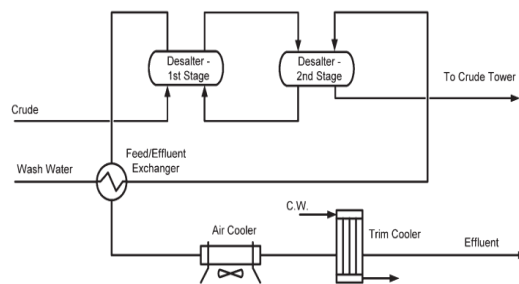 Desalter -
1st Stage
Desalter -
2nd Stage
To Crude Tower
Crude
Feed/Effluent
Exchanger
Wash Water
C.W.
Air Cooler
Trim Cooler
Effluent